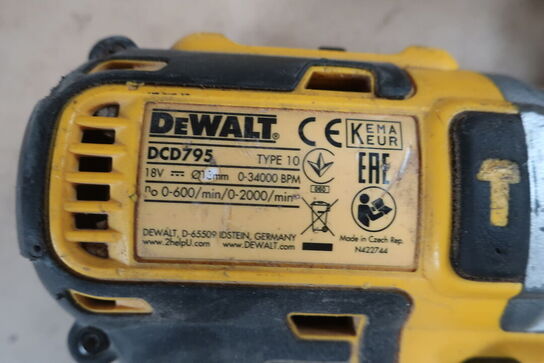 DEWALT®
CE
KEMA
KEUR
DCD795 TYPE 10
18V 0-34000 BPM
n₀ 0-600/min/0-2000/min
EAC
DEWALT, D-65509 IDSTEIN, GERMANY
www.2helpU.com www.DEWALT.com
Made in Czech Rep.
N422744